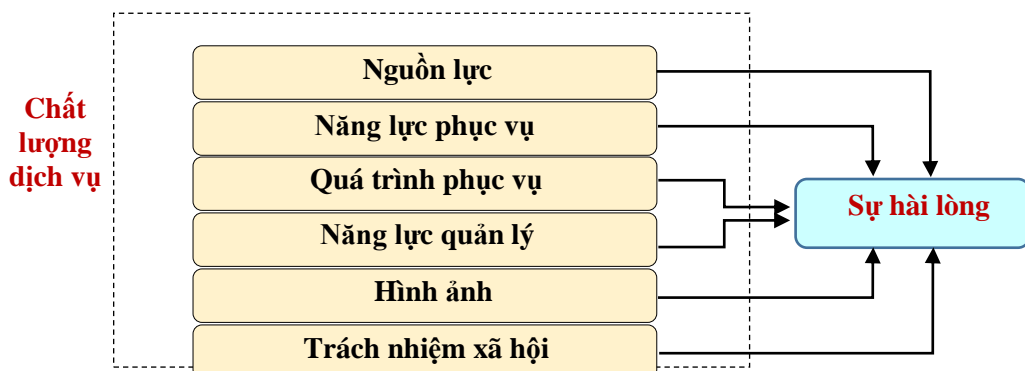 Chất
lượng
dịch vụ
Nguồn lực
Năng lực phục vụ
Quá trình phục vụ
Năng lực quản lý
Hình ảnh
Trách nhiệm xã hội
Sự hài lòng